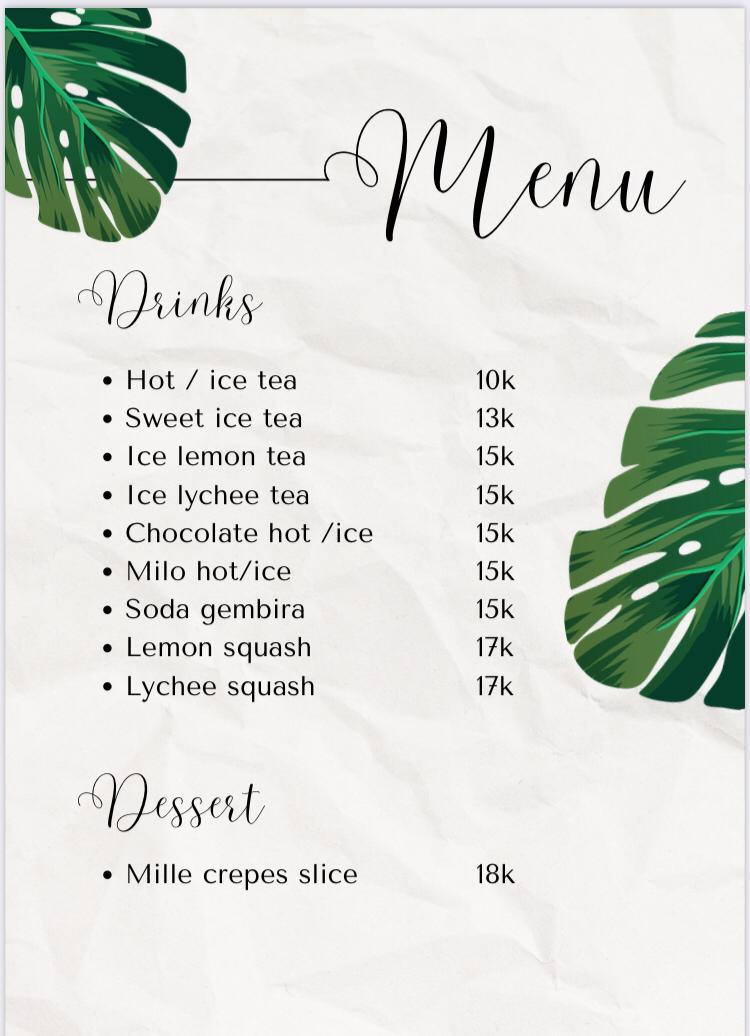 Menu
Drinks
• Hot / ice tea 10k
• Sweet ice tea 13k
• Ice lemon tea 15k
• Ice lychee tea 15k
• Chocolate hot /ice 15k
• Milo hot/ice 15k
• Soda gembira 15k
• Lemon squash 17k
• Lychee squash 17k
Dessert
• Mille crepes slice 18k